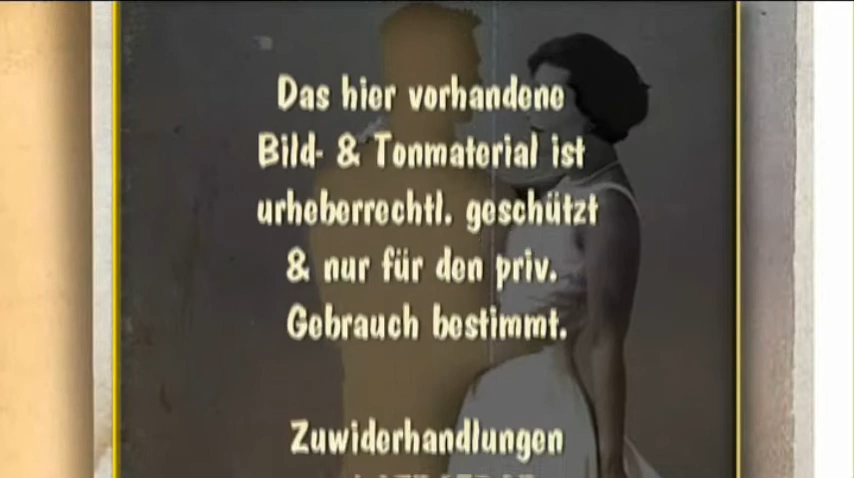 Das hier vorhandene
Bild- & Tonmaterial ist
urheberrechtl. geschützt
& nur für den priv.
Gebrauch bestimmt.
Zuwiderhandlungen